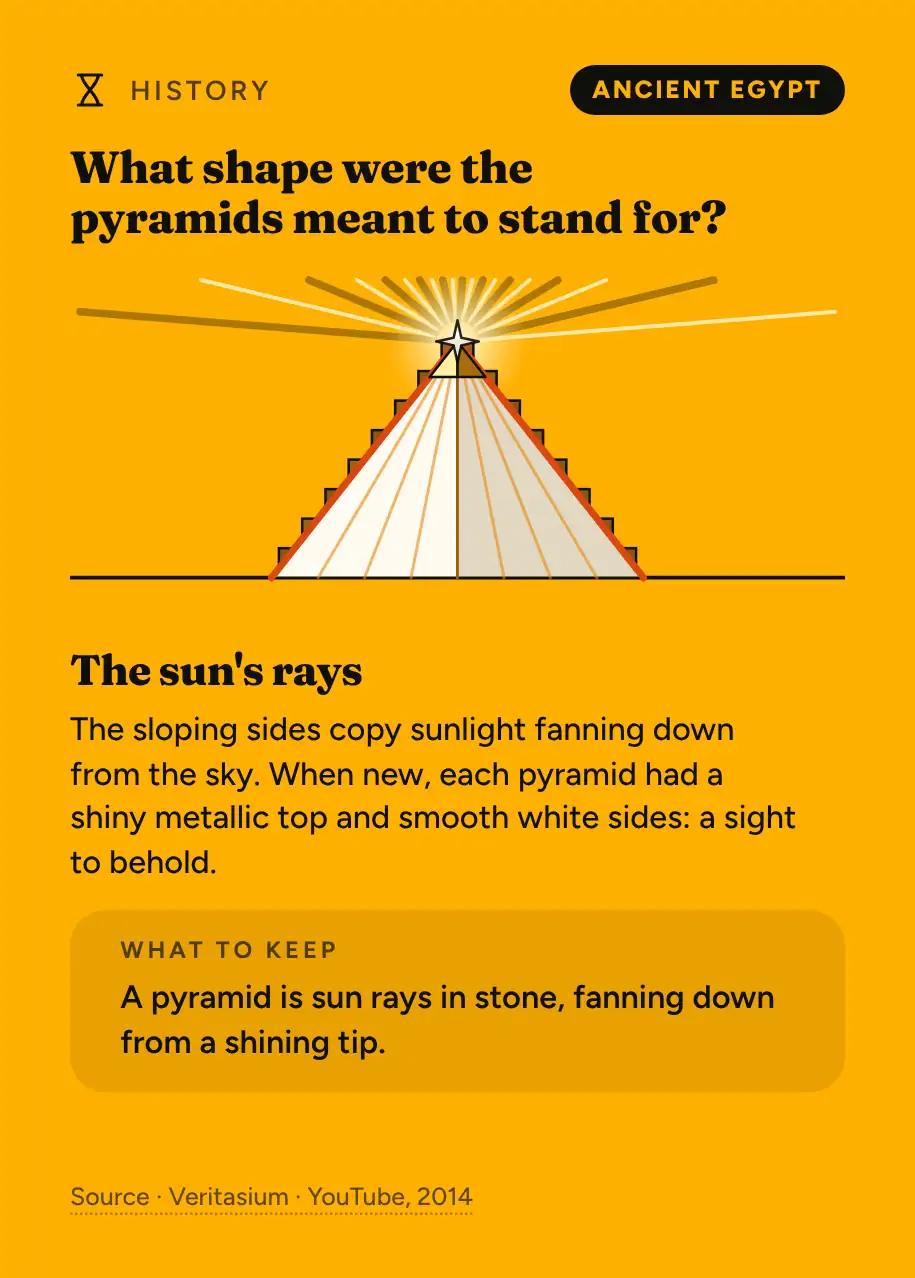 HISTORY
ANCIENT EGYPT
What shape were the
pyramids meant to stand for?
The sun's rays
The sloping sides copy sunlight fanning down
from the sky. When new, each pyramid had a
shiny metallic top and smooth white sides: a sight
to behold.
WHAT TO KEEP
A pyramid is sun rays in stone, fanning down
from a shining tip.
Source · Veritasium · YouTube, 2014